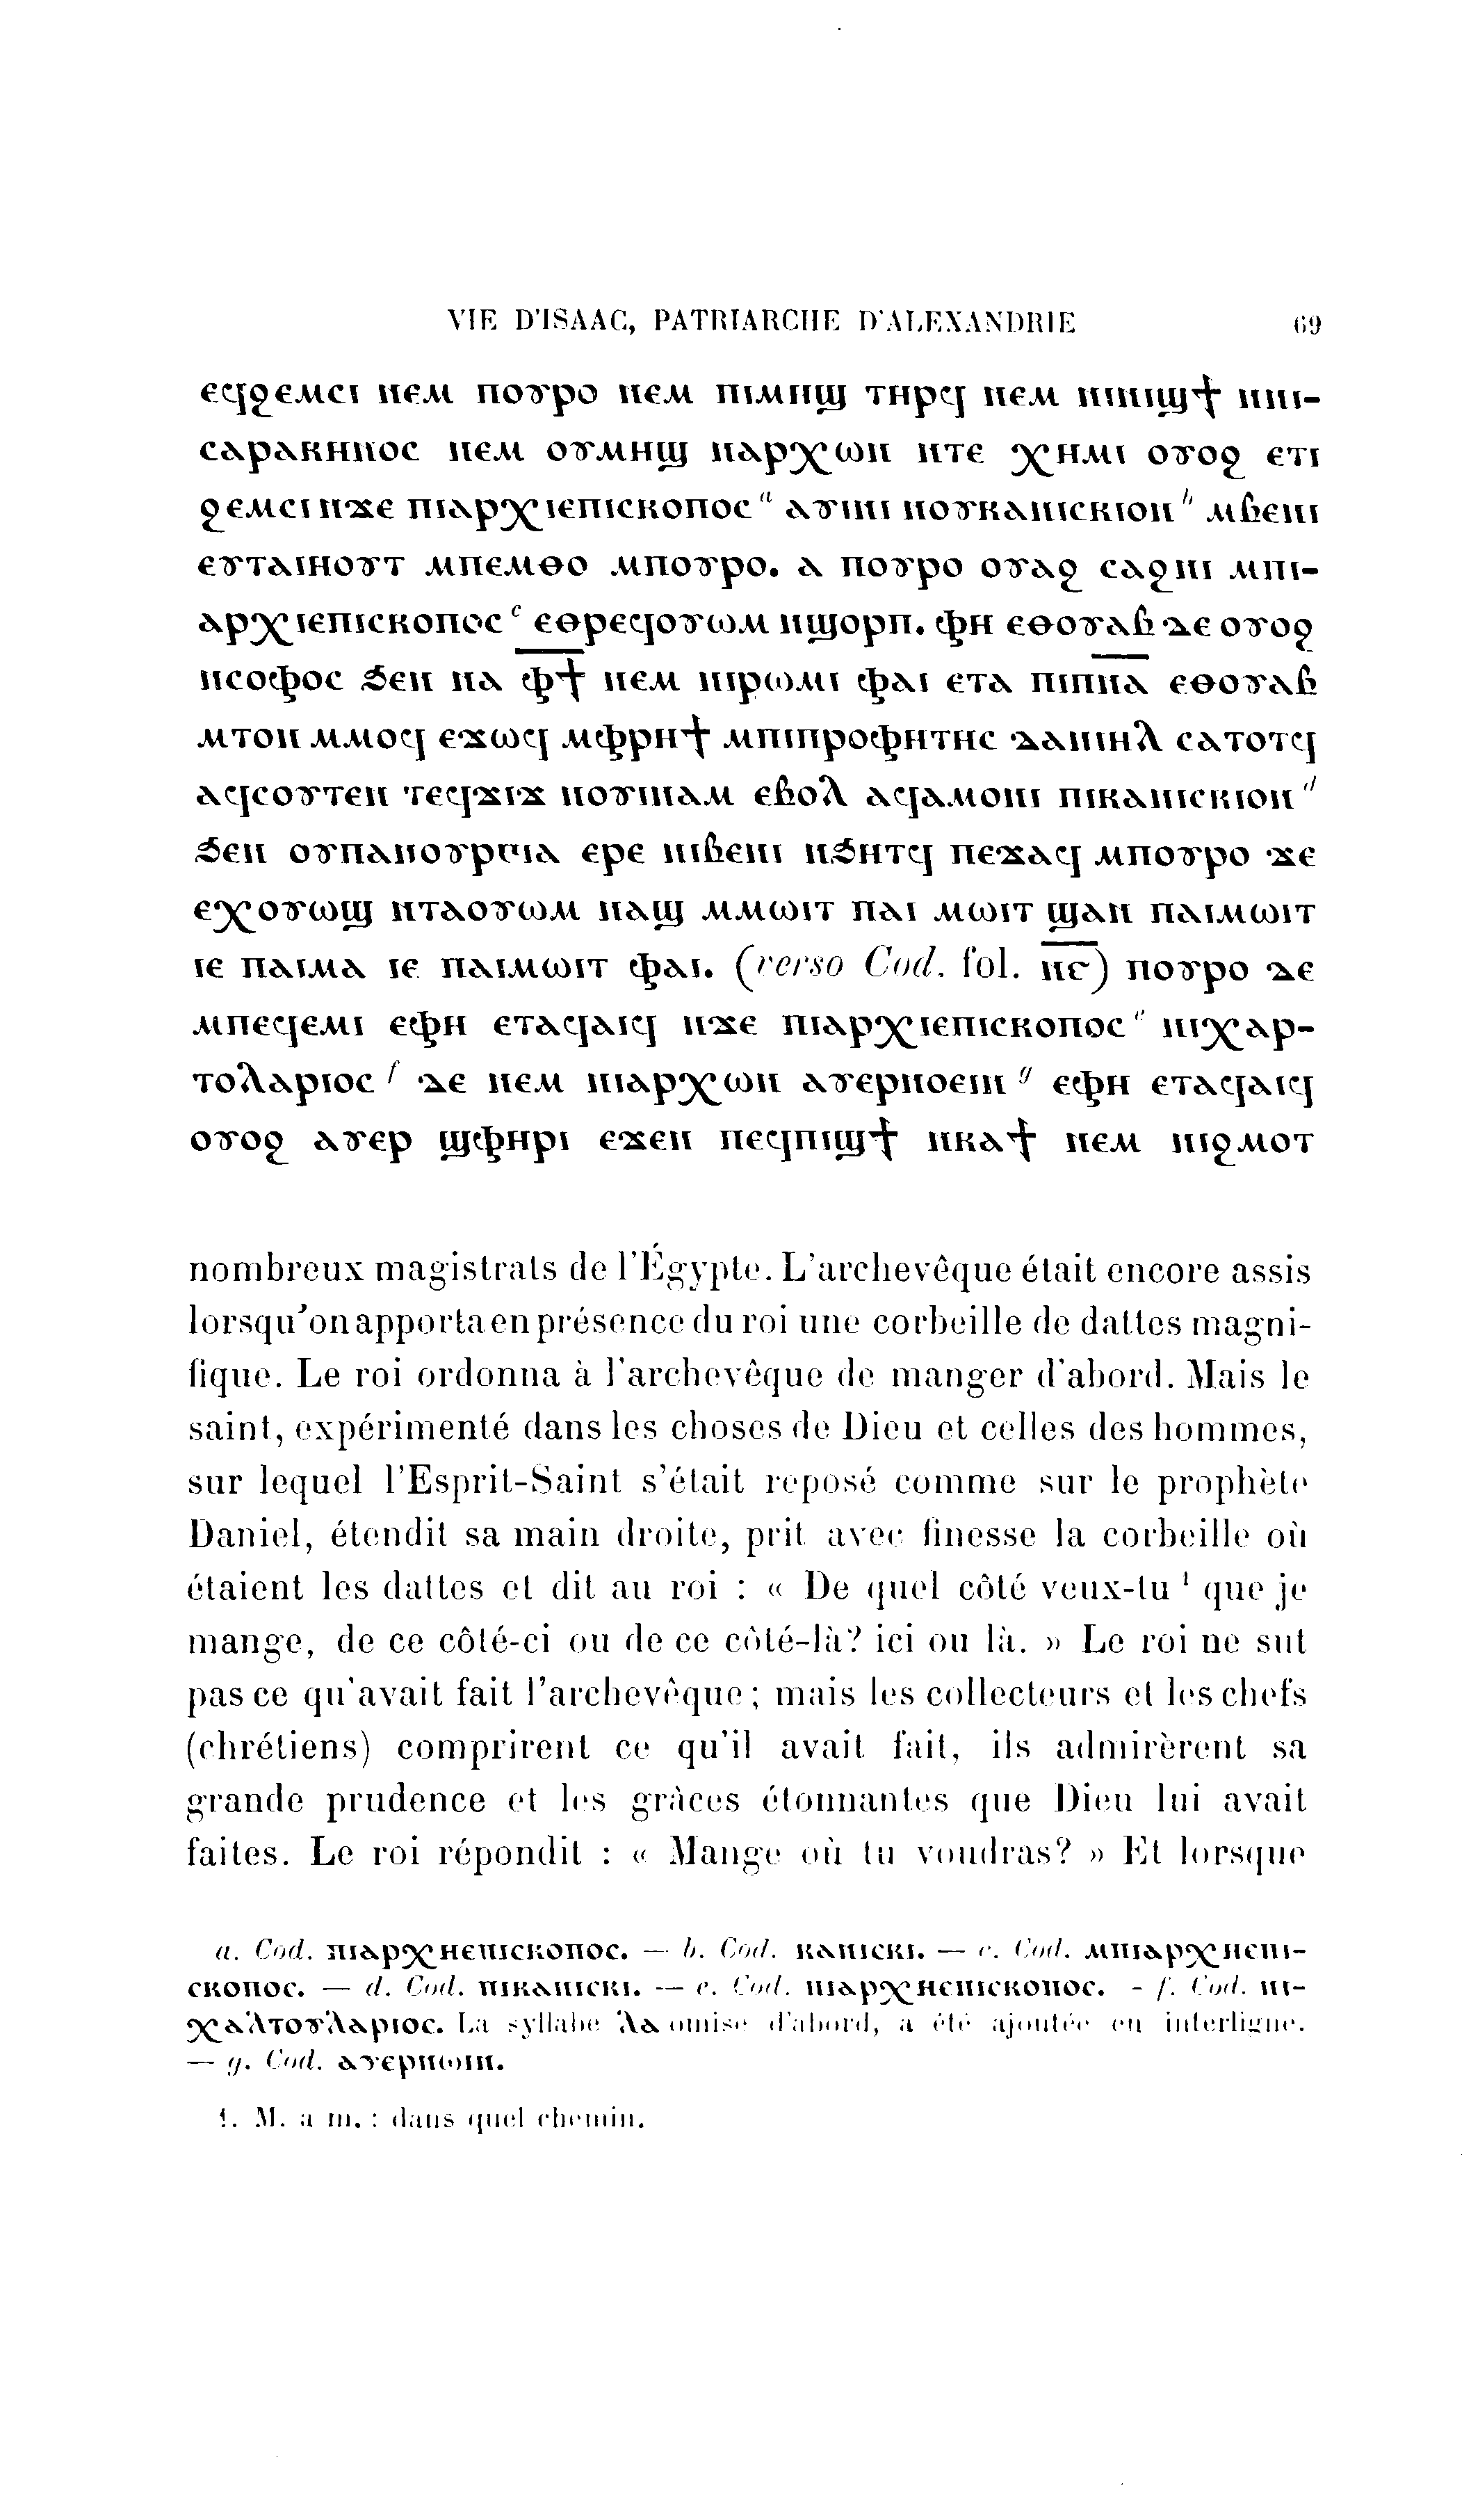 VIE D'ISAAC, PATRIARCHE D'ALEXANDRIE 69
ⲉϥϩⲉⲙⲥⲓ ⲛⲉⲙ ⲡⲟⲩⲣⲟ ⲛⲉⲙ ⲡⲓⲙⲏϣ ⲧⲏⲣϥ ⲛⲉⲙ ⲛⲓⲛⲓϣϯ ⲛⲛⲓ-
ⲥⲁⲣⲁⲕⲏⲛⲟⲥ ⲛⲉⲙ ⲟⲩⲙⲏϣ ⲛⲁⲣⲭⲱⲛ ⲛⲧⲉ ⲭⲏⲙⲓ ⲟⲩⲟϩ ⲉⲧⲓ
ϩⲉⲙⲥⲓ ⲛϫⲉ ⲡⲓⲁⲣⲭⲓⲉⲡⲓⲥⲕⲟⲡⲟⲥ a ⲁⲩⲓⲛⲓ ⲛⲟⲩⲕⲁⲛⲓⲥⲕⲓⲟⲛ b ⲙⲃⲉⲛⲓ
ⲉⲩⲧⲁⲓⲏⲟⲩⲧ ⲙⲡⲉⲙⲑⲟ ⲙⲡⲟⲩⲣⲟ. ⲁ ⲡⲟⲩⲣⲟ ⲟⲩⲁϩ ⲥⲁϩⲛⲓ ⲙⲡⲓ-
ⲁⲣⲭⲓⲉⲡⲓⲥⲕⲟⲡⲟⲥ c ⲉⲑⲣⲉϥⲟⲩⲱⲙ ⲛϣⲟⲣⲡ. ⲫⲏ ⲉⲑⲟⲩⲁⲃ ⲇⲉ ⲟⲩⲟϩ
ⲛⲥⲟⲫⲟⲥ ϧⲉⲛ ⲛⲁ ⲫ̅ϯ̅ ⲛⲉⲙ ⲛⲓⲣⲱⲙⲓ ⲫⲁⲓ ⲉⲧⲁ ⲡⲓⲡ̅ⲛ̅ⲁ̅ ⲉⲑⲟⲩⲁⲃ
ⲙⲧⲟⲛ ⲙⲙⲟϥ ⲉϫⲱϥ ⲙⲫⲣⲏϯ ⲙⲡⲓⲡⲣⲟⲫⲏⲧⲏⲥ ⲇⲁⲛⲓⲏⲗ ⲥⲁⲧⲟⲧϥ
ⲁϥⲥⲟⲩⲧⲉⲛ ⲧⲉϥϫⲓϫ ⲛⲟⲩⲓⲛⲁⲙ ⲉⲃⲟⲗ ⲁϥⲁⲙⲟⲛⲓ ⲡⲓⲕⲁⲛⲓⲥⲕⲓⲟⲛ d
ϧⲉⲛ ⲟⲩⲡⲁⲛⲟⲩⲣⲅⲓⲁ ⲉⲣⲉ ⲛⲓⲃⲉⲛⲓ ⲛϧⲏⲧϥ ⲡⲉϫⲁϥ ⲙⲡⲟⲩⲣⲟ ϫⲉ
ⲉⲭⲟⲩⲱϣ ⲛⲧⲁⲟⲩⲱⲙ ⲛⲁϣ ⲙⲙⲱⲓⲧ ⲡⲁⲓ ⲙⲱⲓⲧ ϣⲁⲛ ⲡⲁⲓⲙⲱⲓⲧ
ⲓⲉ ⲡⲁⲓⲙⲁ ⲓⲉ ⲡⲁⲓⲙⲱⲓⲧ ⲫⲁⲓ. (verso Cod. fol. ) ⲡⲟⲩⲣⲟ ⲇⲉ
ⲙⲡⲉϥⲉⲙⲓ ⲉⲫⲏ ⲉⲧⲁϥⲁⲓϥ ⲛϫⲉ ⲡⲓⲁⲣⲭⲓⲉⲡⲓⲥⲕⲟⲡⲟⲥ e ⲛⲓⲭⲁⲣ-
ⲧⲟⲗⲁⲣⲓⲟⲥ f ⲇⲉ ⲛⲉⲙ ⲛⲓⲁⲣⲭⲱⲛ ⲁⲩⲉⲣⲛⲟⲉⲓⲛ g ⲉⲫⲏ ⲉⲧⲁϥⲁⲓϥ
ⲟⲩⲟϩ ⲁⲩⲉⲣ ϣⲫⲏⲣⲓ ⲉϫⲉⲛ ⲡⲉϥⲛⲓϣϯ ⲛⲕⲁϯ ⲛⲉⲙ ⲛⲓϩⲙⲟⲧ
nombreux magistrats de l'Égypte. L'archevêque était encore assis
lorsqu'on apporta en présence du roi une corbeille de dattes magni-
fique. Le roi ordonna à l'archevêque de manger d'abord. Mais le
saint, expérimenté dans les choses de Dieu et celles des hommes,
sur lequel l'Esprit-Saint s'était reposé comme sur le prophète
Daniel, étendit sa main droite, prit avec finesse la corbeille où
étaient les dattes et dit au roi : « De quel côté veux-tu 1 que je
mange, de ce côté-ci ou de ce côté-là? ici ou là. » Le roi ne sut
pas ce qu'avait fait l'archevêque; mais les collecteurs et les chefs
(chrétiens) comprirent ce qu'il avait fait, ils admirèrent sa
grande prudence et les grâces étonnantes que Dieu lui avait
faites. Le roi répondit : « Mange où tu voudras? » Et lorsque
a. Cod. ⲡⲓⲁⲣⲭⲏⲉⲡⲓⲥⲕⲟⲡⲟⲥ. — b. Cod. ⲕⲁⲛⲓⲥⲕⲓ. — c. Cod. ⲙⲡⲓⲁⲣⲭⲏⲉⲡⲓ-
ⲥⲕⲟⲡⲟⲥ. — d. Cod. ⲡⲓⲕⲁⲛⲓⲥⲕⲓ. — e. Cod. ⲡⲓⲁⲣⲭⲏⲉⲡⲓⲥⲕⲟⲡⲟⲥ. - f. Cod. ⲛⲓ-
ⲭⲁⲗⲧⲟⲩⲗⲁⲣⲓⲟⲥ. La syllabe ⲗⲁ omise d'abord, a été ajoutée en interligne.
— g. Cod. ⲁⲩⲉⲣⲛⲱⲓⲛ.
1. M. a m. : dans quel chemin.